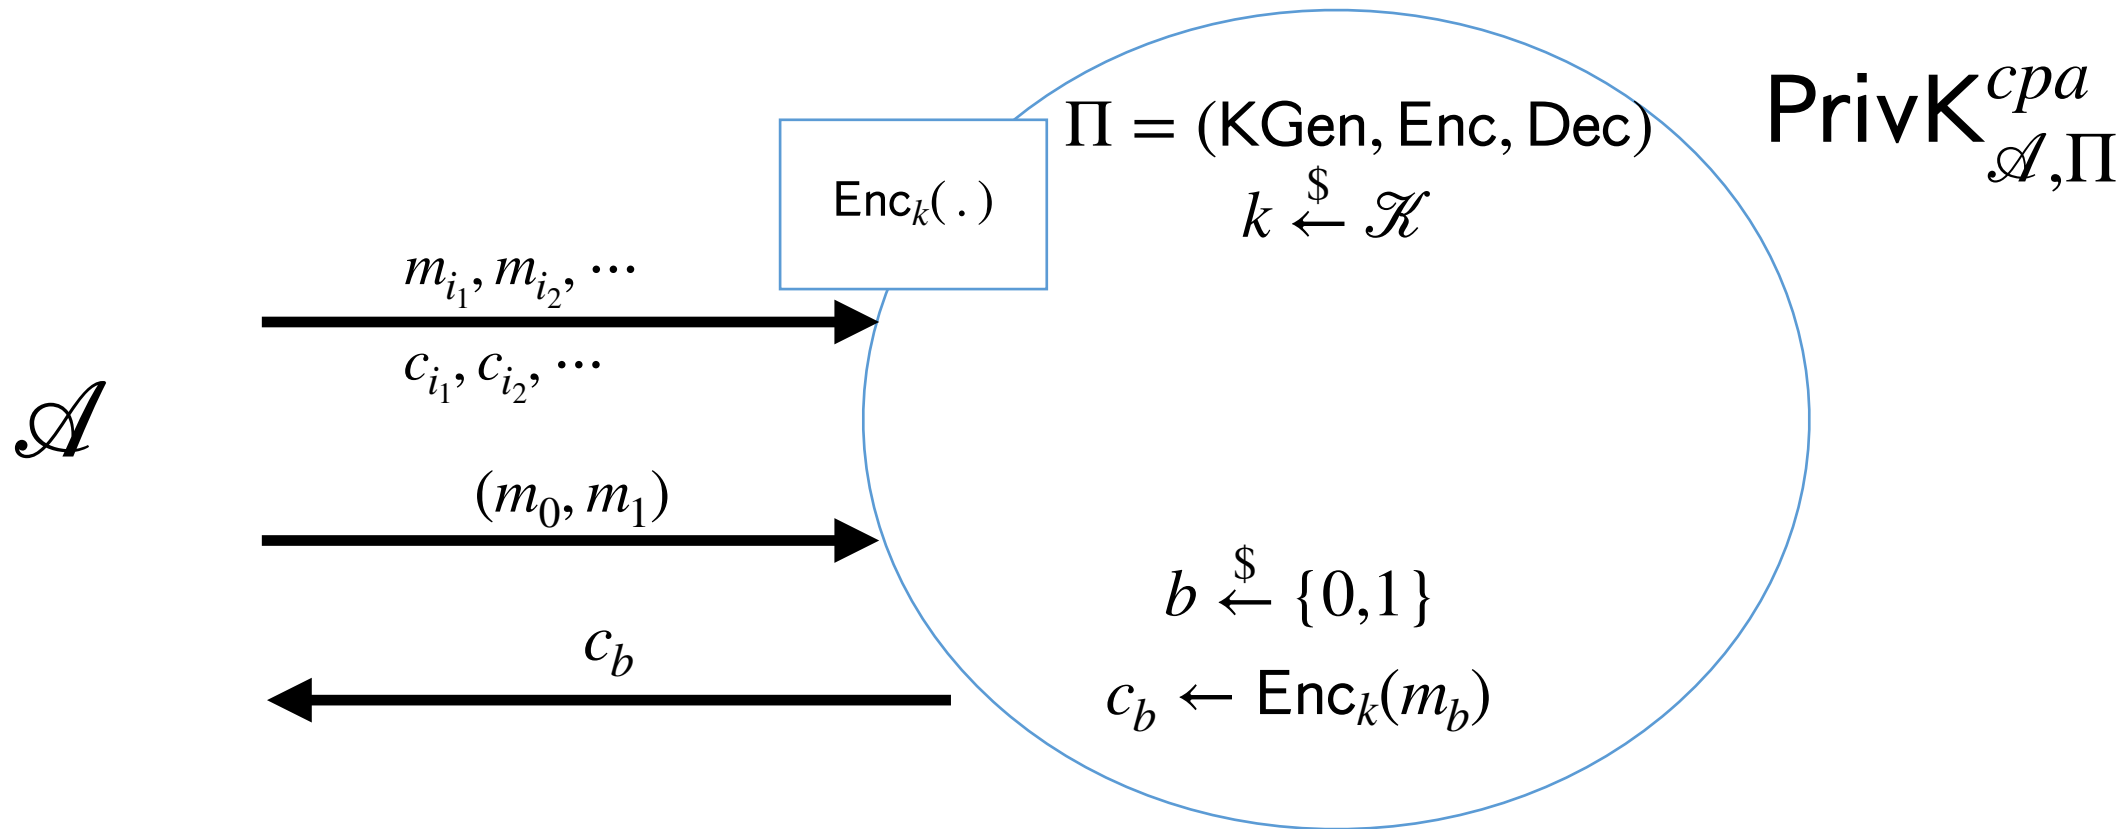 Π = (KGen, Enc, Dec)
PrivK^{cpa}_{𝒜,Π}
Enc_k( . )
k ←^$ 𝒦
m_{i_1}, m_{i_2}, ⋯
c_{i_1}, c_{i_2}, ⋯
𝒜
(m_0, m_1)
b ←^$ {0,1}
c_b
c_b ← Enc_k(m_b)